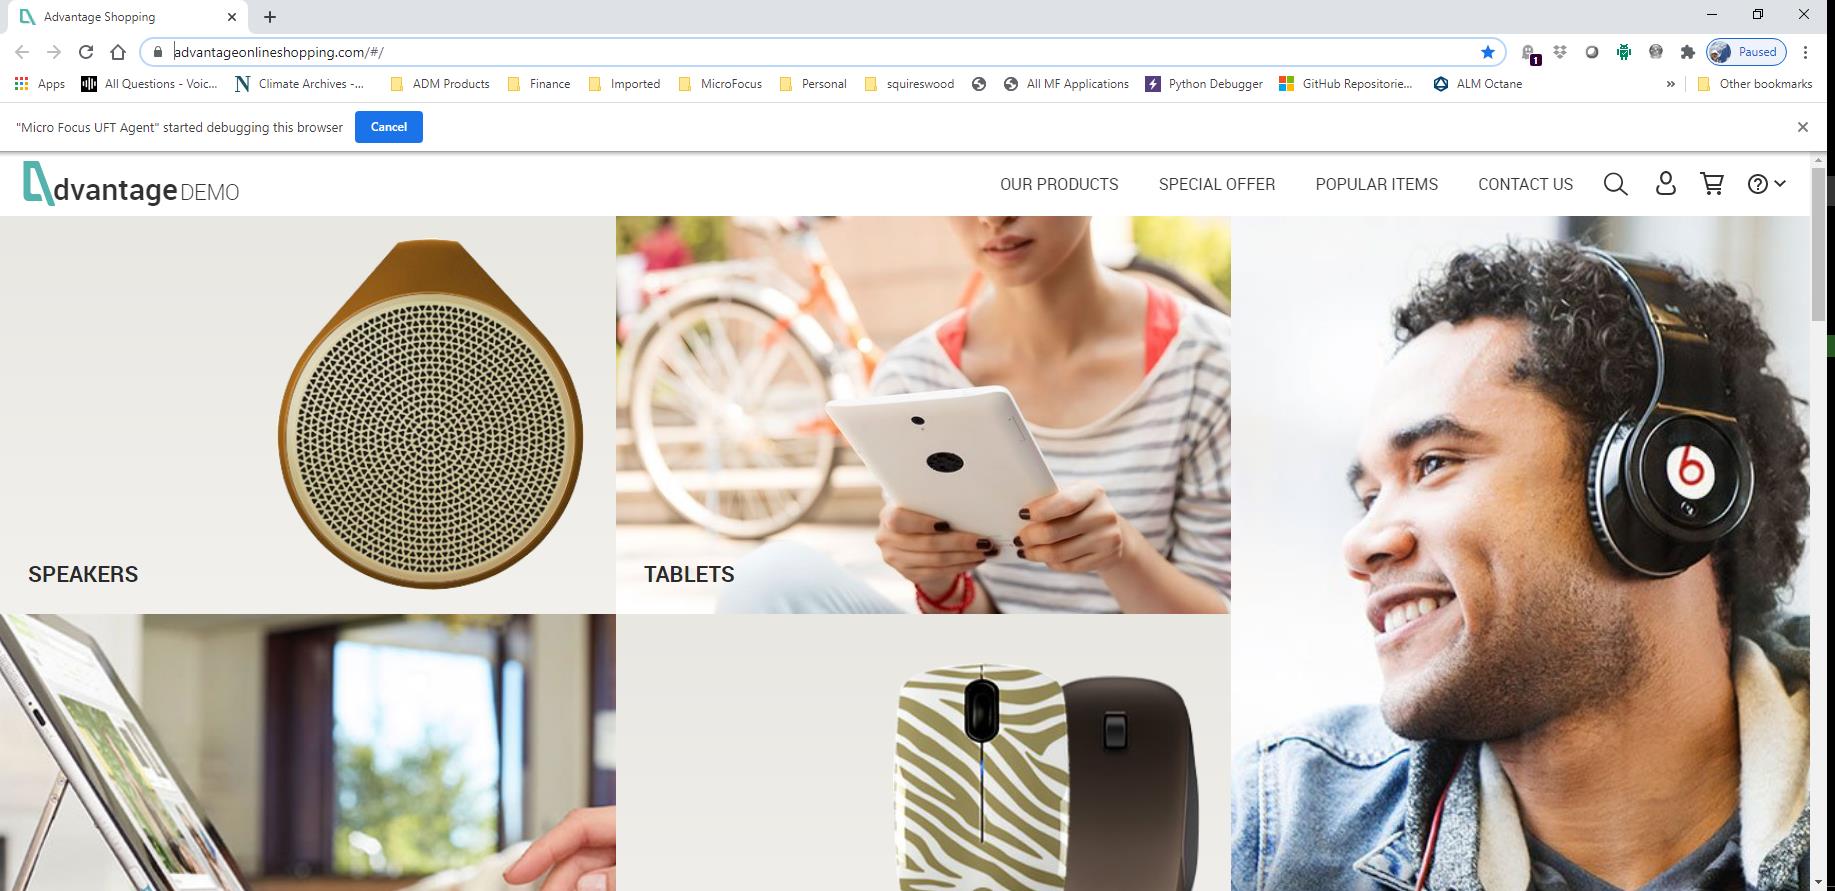 Advantage Shopping
advantageonlineshopping.com/#/
1
Paused
Apps
All Questions - Voic...
Climate Archives -...
ADM Products
Finance
Imported
MicroFocus
Personal
squireswood
All MF Applications
Python Debugger
GitHub Repositorie...
ALM Octane
»
Other bookmarks
"Micro Focus UFT Agent" started debugging this browser
Cancel
dvantage DEMO
OUR PRODUCTS
SPECIAL OFFER
POPULAR ITEMS
CONTACT US
SPEAKERS
TABLETS
b